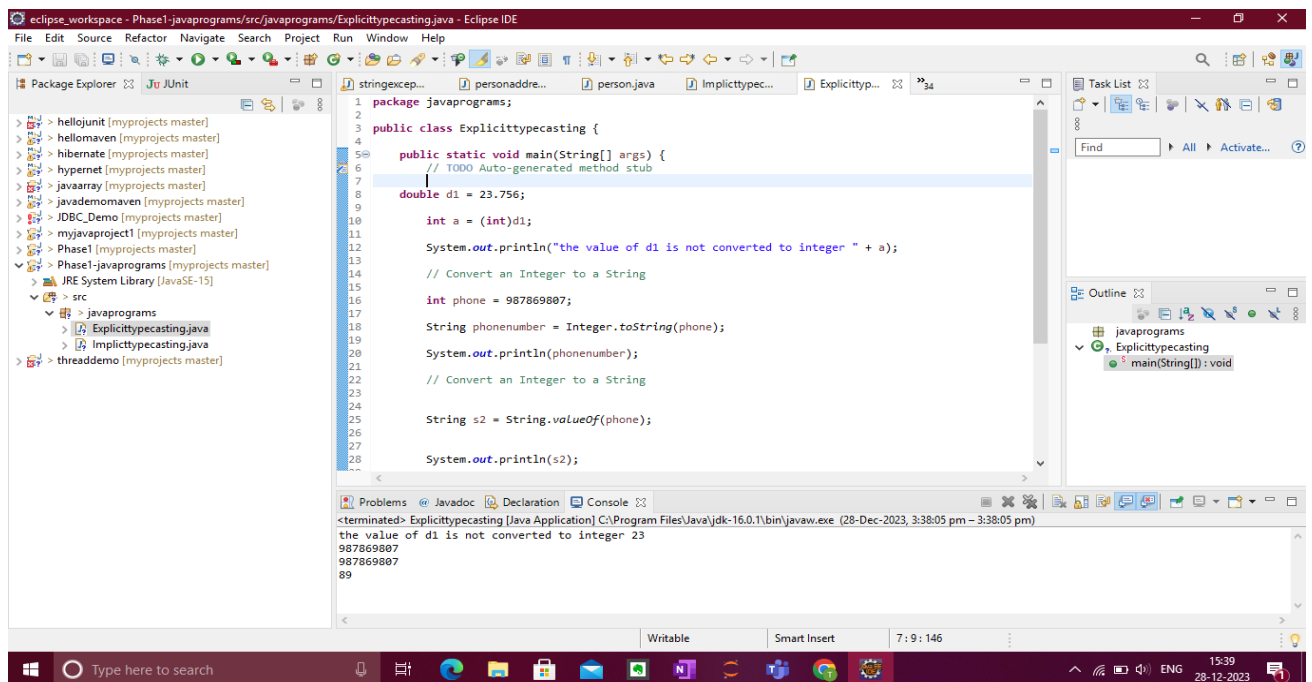 eclipse_workspace - Phase1-javaprograms/src/javaprograms/Explicittypecasting.java - Eclipse IDE
File Edit Source Refactor Navigate Search Project Run Window Help
Package Explorer JUnit
> hellojunit [myprojects master]
> hellomaven [myprojects master]
> hibernate [myprojects master]
> hypernet [myprojects master]
> javaarray [myprojects master]
> javademomaven [myprojects master]
> JDBC_Demo [myprojects master]
> myjavaproject1 [myprojects master]
> Phase1 [myprojects master]
> Phase1-javaprograms [myprojects master]
JRE System Library [JavaSE-15]
> src
> javaprograms
> Explicittypecasting.java
> Implicttypecasting.java
> threaddemo [myprojects master]
stringexcep... personaddre... person.java Implicttypec... Explicittyp... »34
1 package javaprograms;
2
3 public class Explicittypecasting {
4
5 public static void main(String[] args) {
6 // TODO Auto-generated method stub
7
8 double d1 = 23.756;
9
10 int a = (int)d1;
11
12 System.out.println("the value of d1 is not converted to integer " + a);
13
14 // Convert an Integer to a String
15
16 int phone = 987869807;
17
18 String phonenumber = Integer.toString(phone);
19
20 System.out.println(phonenumber);
21
22 // Convert an Integer to a String
23
24
25 String s2 = String.valueOf(phone);
26
27
28 System.out.println(s2);
Task List
Find All Activate...
Outline
javaprograms
Explicittypecasting
main(String[]) : void
Problems @ Javadoc Declaration Console
<terminated> Explicittypecasting [Java Application] C:\Program Files\Java\jdk-16.0.1\bin\javaw.exe (28-Dec-2023, 3:38:05 pm – 3:38:05 pm)
the value of d1 is not converted to integer 23
987869807
987869807
89
Writable Smart Insert 7 : 9 : 146
Type here to search
ENG 15:39
28-12-2023